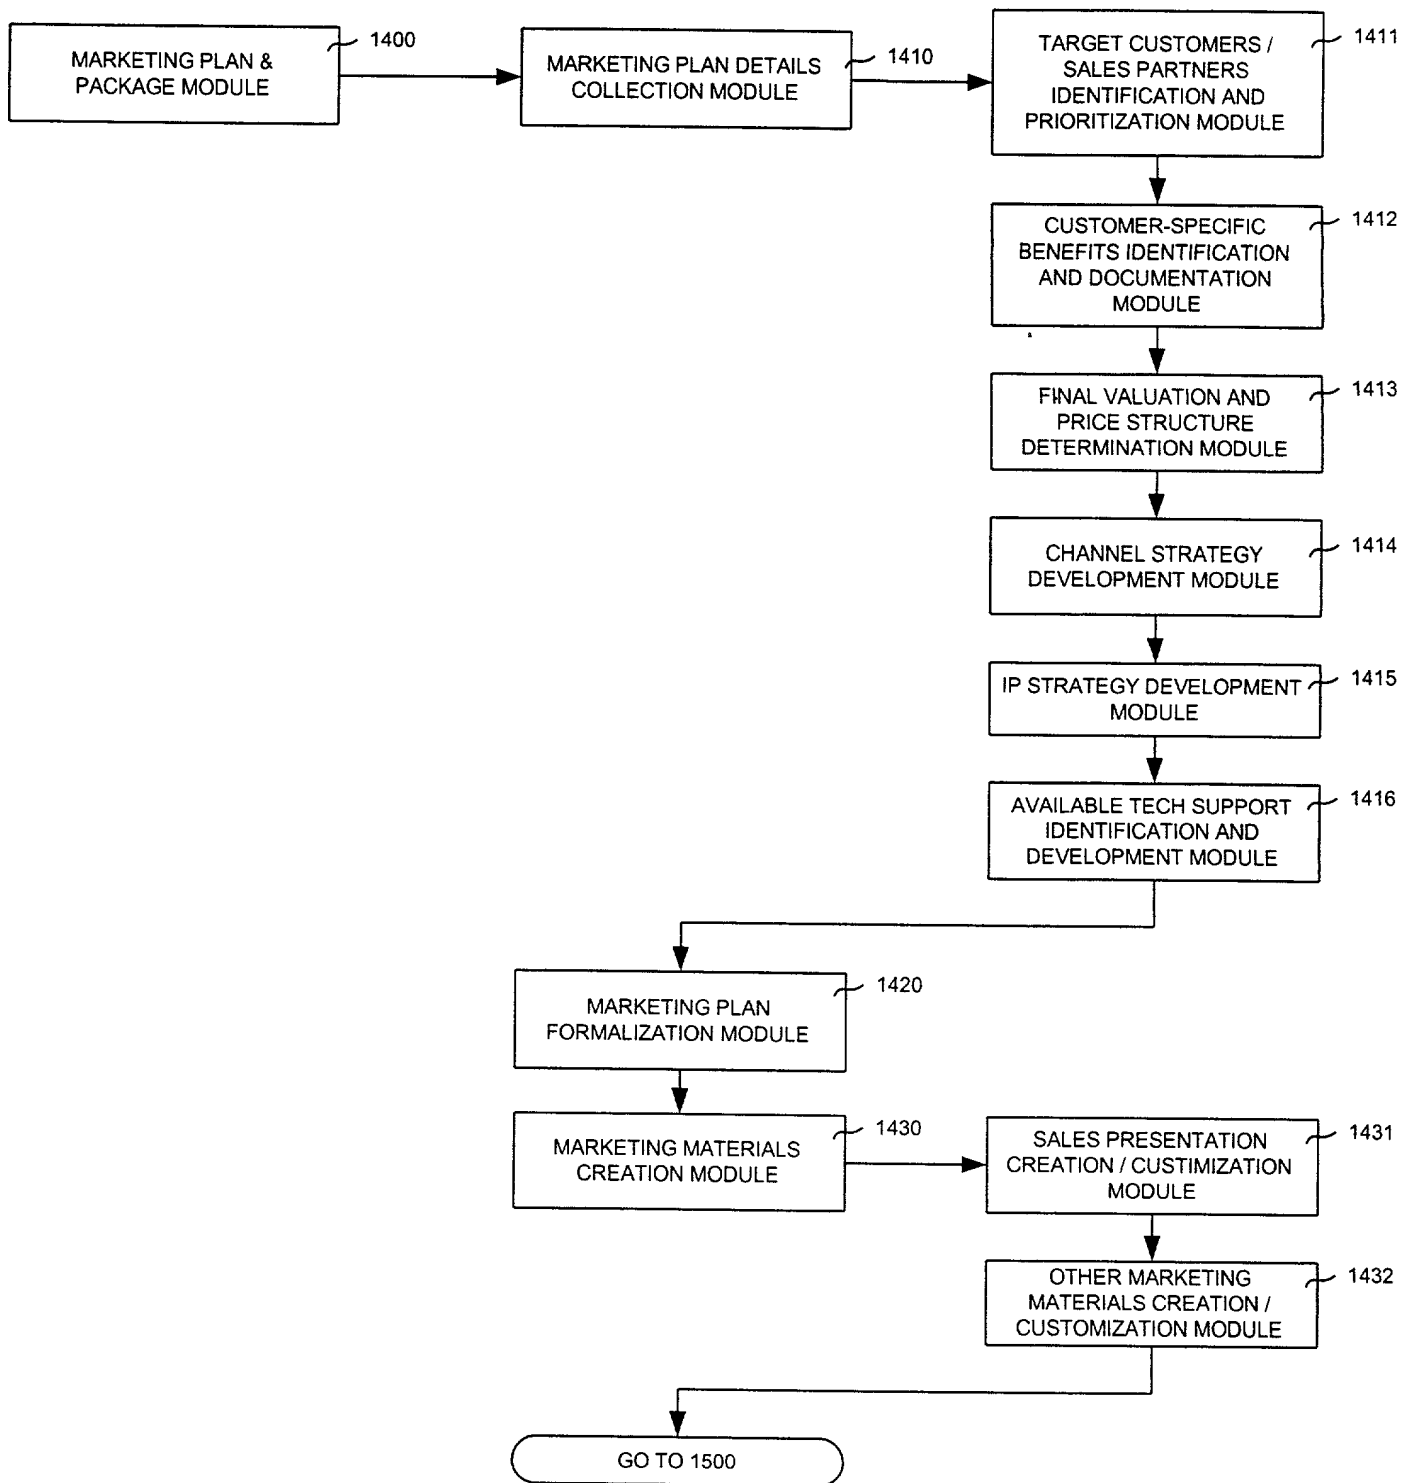 MARKETING PLAN &
PACKAGE MODULE
1400
MARKETING PLAN DETAILS
COLLECTION MODULE
1410
TARGET CUSTOMERS /
SALES PARTNERS
IDENTIFICATION AND
PRIORITIZATION MODULE
1411
CUSTOMER-SPECIFIC
BENEFITS IDENTIFICATION
AND DOCUMENTATION
MODULE
1412
FINAL VALUATION AND
PRICE STRUCTURE
DETERMINATION MODULE
1413
CHANNEL STRATEGY
DEVELOPMENT MODULE
1414
IP STRATEGY DEVELOPMENT
MODULE
1415
AVAILABLE TECH SUPPORT
IDENTIFICATION AND
DEVELOPMENT MODULE
1416
MARKETING PLAN
FORMALIZATION MODULE
1420
MARKETING MATERIALS
CREATION MODULE
1430
SALES PRESENTATION
CREATION / CUSTIMIZATION
MODULE
1431
OTHER MARKETING
MATERIALS CREATION /
CUSTOMIZATION MODULE
1432
GO TO 1500